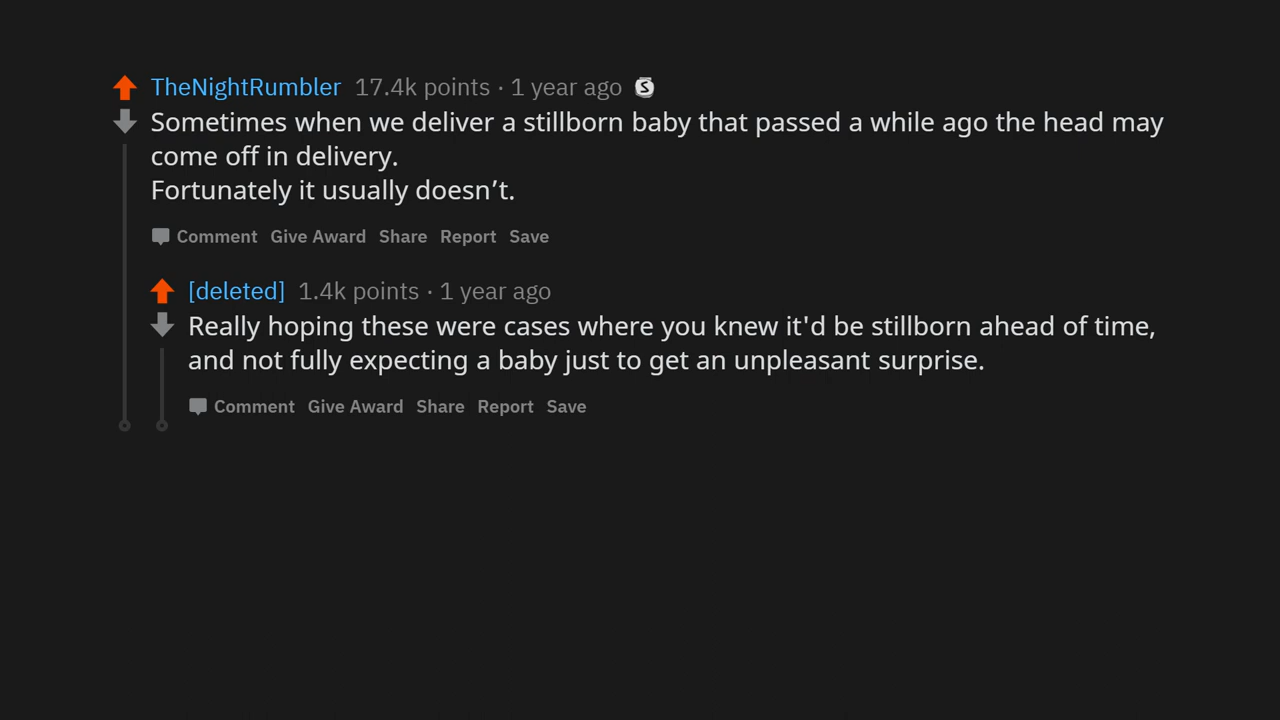 TheNightRumbler 17.4k points · 1 year ago S
Sometimes when we deliver a stillborn baby that passed a while ago the head may
come off in delivery.
Fortunately it usually doesn’t.
Comment Give Award Share Report Save
[deleted] 1.4k points · 1 year ago
Really hoping these were cases where you knew it'd be stillborn ahead of time,
and not fully expecting a baby just to get an unpleasant surprise.
Comment Give Award Share Report Save